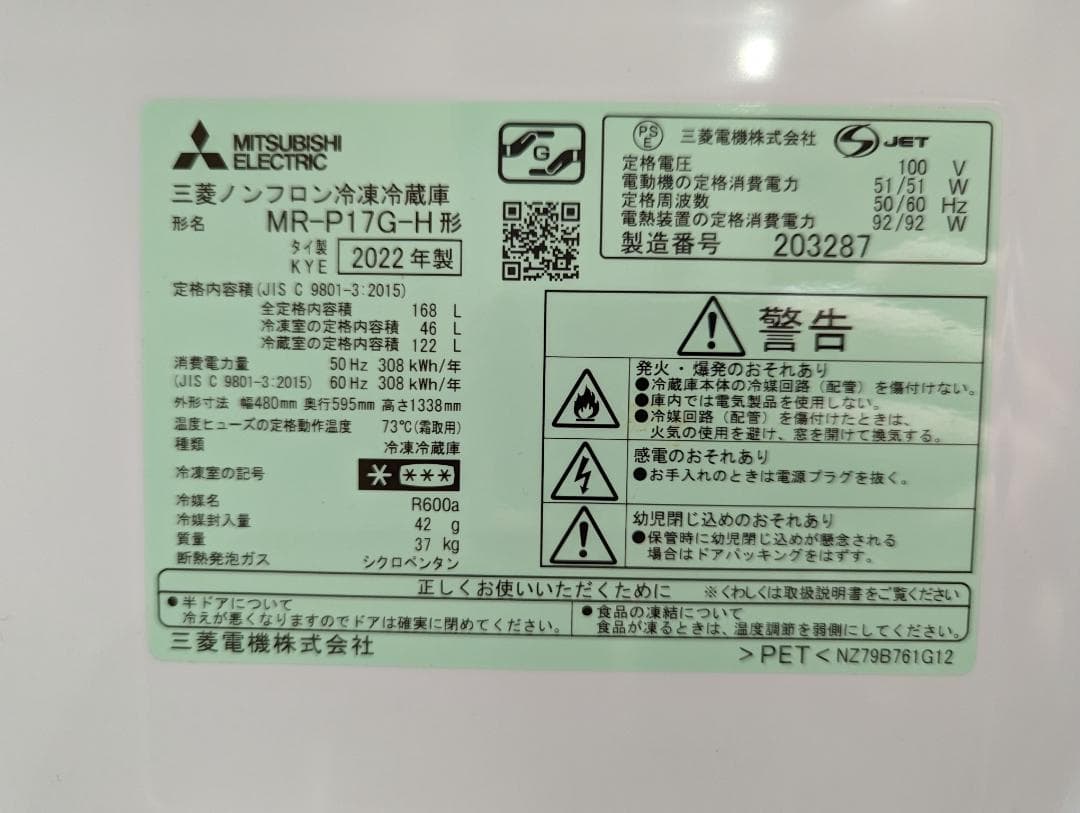 MITSUBISHI
ELECTRIC
三菱ノンフロン冷凍冷蔵庫
形名 MR-P17G-H形
タイ製
KYE 2022年製
定格内容積(JIS C 9801-3:2015)
全定格内容積 168 L
冷凍室の定格内容積 46 L
冷蔵室の定格内容積 122 L
消費電力量 50Hz 308 kWh/年
(JIS C 9801-3:2015) 60Hz 308 kWh/年
外形寸法 幅480mm 奥行595mm 高さ1338mm
温度ヒューズの定格動作温度 73℃(霜取用)
種類 冷凍冷蔵庫
冷凍室の記号 * ***
冷媒名 R600a
冷媒封入量 42 g
質量 37 kg
断熱発泡ガス シクロペンタン
G
PSE 三菱電機株式会社 JET
定格電圧 100 V
電動機の定格消費電力 51/51 W
定格周波数 50/60 Hz
電熱装置の定格消費電力 92/92 W
製造番号 203287
警告
発火・爆発のおそれあり
●冷蔵庫本体の冷媒回路(配管)を傷付けない。
●庫内では電気製品を使用しない。
●冷媒回路(配管)を傷付けたときは、
火気の使用を避け、窓を開けて換気する。
感電のおそれあり
●お手入れのときは電源プラグを抜く。
幼児閉じ込めのおそれあり
●保管時に幼児閉じ込めが懸念される
場合はドアパッキングをはずす。
正しくお使いいただくために ※くわしくは取扱説明書をご覧ください
●半ドアについて
冷えが悪くなりますのでドアは確実に閉めてください。
●食品の凍結について
食品が凍るときは、温度調節を弱側にしてください。
三菱電機株式会社
>PET< NZ79B761G12